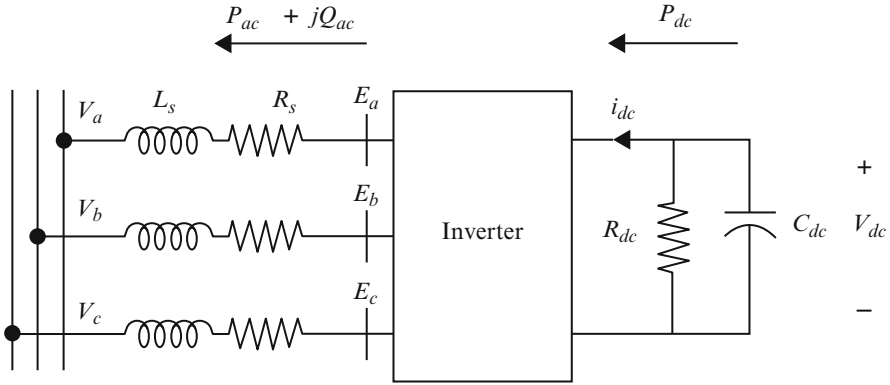 P_ac + jQ_ac
P_dc
V_a L_s R_s E_a
i_dc
V_b E_b
Inverter
R_dc C_dc V_dc
+
−
V_c E_c